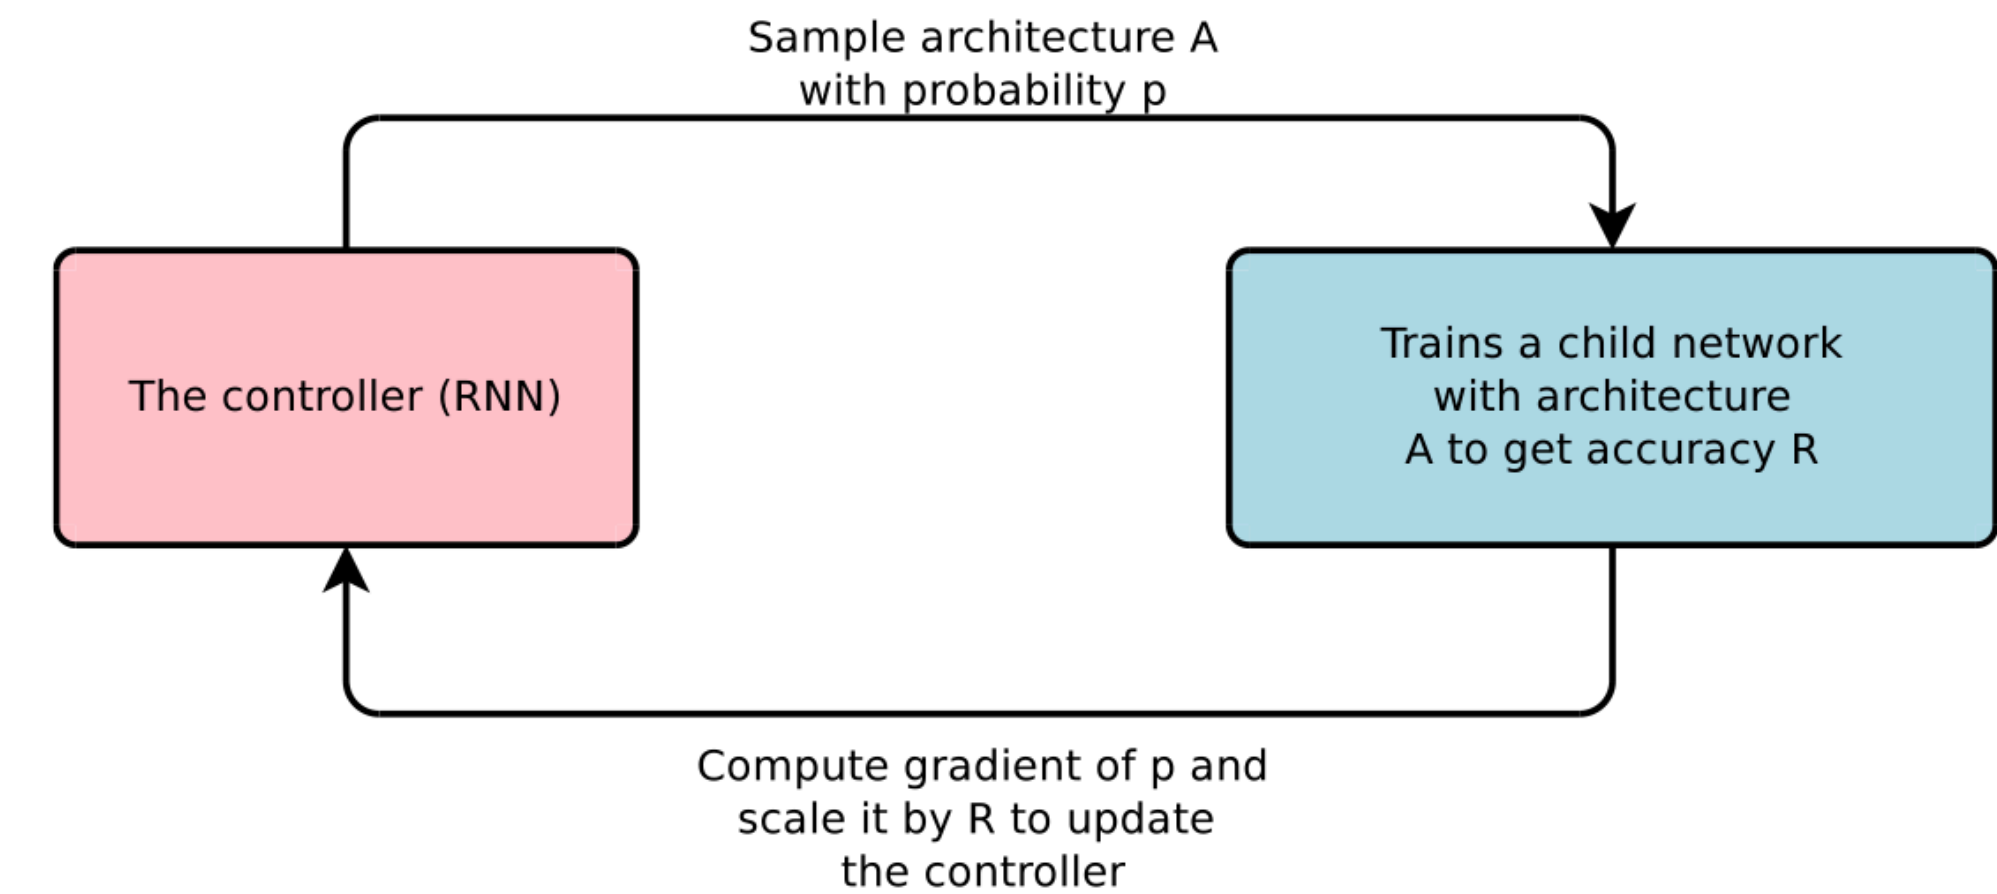 Sample architecture A
with probability p
The controller (RNN)
Trains a child network
with architecture
A to get accuracy R
Compute gradient of p and
scale it by R to update
the controller